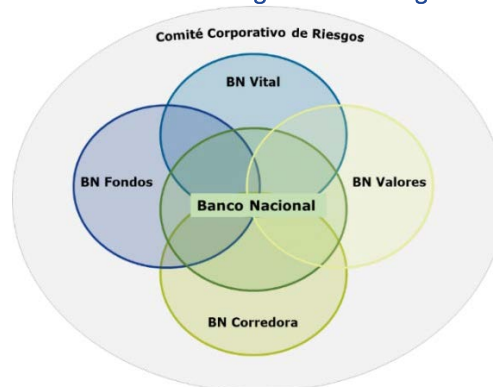 Comité Corporativo de Riesgos
BN Vital
BN Fondos
BN Valores
Banco Nacional
BN Corredora